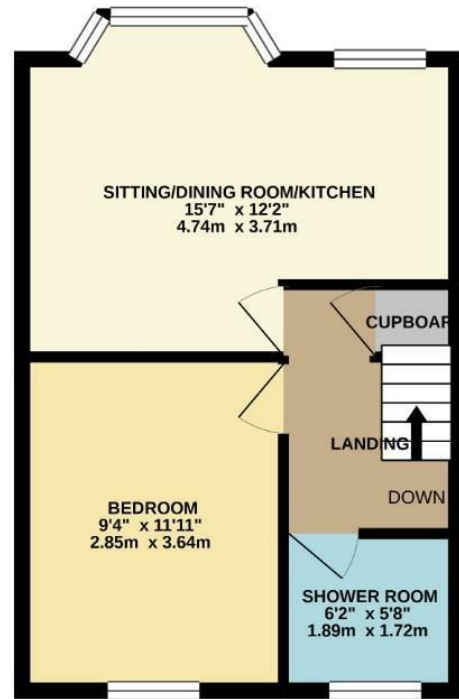 SITTING/DINING ROOM/KITCHEN
15'7" x 12'2"
4.74m x 3.71m
CUPBOAR
LANDING
DOWN
BEDROOM
9'4" x 11'11"
2.85m x 3.64m
SHOWER ROOM
6'2" x 5'8"
1.89m x 1.72m